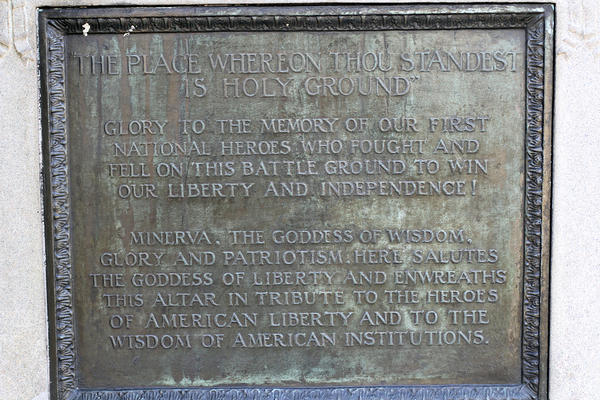 "THE PLACE WHEREON THOU STANDEST
IS HOLY GROUND"
GLORY TO THE MEMORY OF OUR FIRST
NATIONAL HEROES WHO FOUGHT AND
FELL ON THIS BATTLE GROUND TO WIN
OUR LIBERTY AND INDEPENDENCE!
MINERVA, THE GODDESS OF WISDOM,
GLORY AND PATRIOTISM, HERE SALUTES
THE GODDESS OF LIBERTY AND ENWREATHS
THIS ALTAR IN TRIBUTE TO THE HEROES
OF AMERICAN LIBERTY AND TO THE
WISDOM OF AMERICAN INSTITUTIONS.